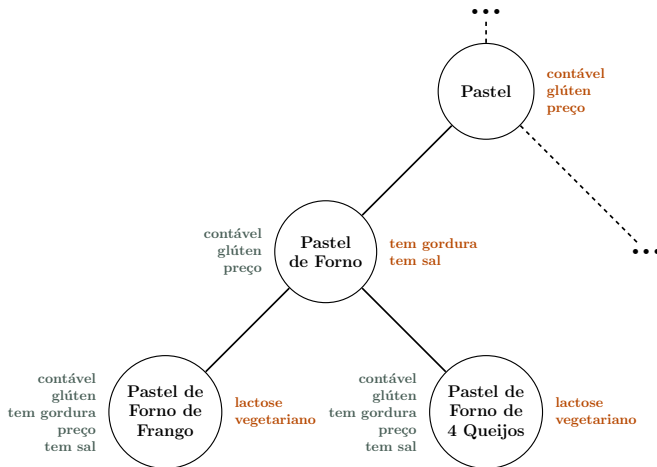 Pastel
contável
glúten
preço
contável
glúten
preço
Pastel
de Forno
tem gordura
tem sal
contável
glúten
tem gordura
preço
tem sal
Pastel de
Forno de
Frango
lactose
vegetariano
contável
glúten
tem gordura
preço
tem sal
Pastel de
Forno de
4 Queijos
lactose
vegetariano